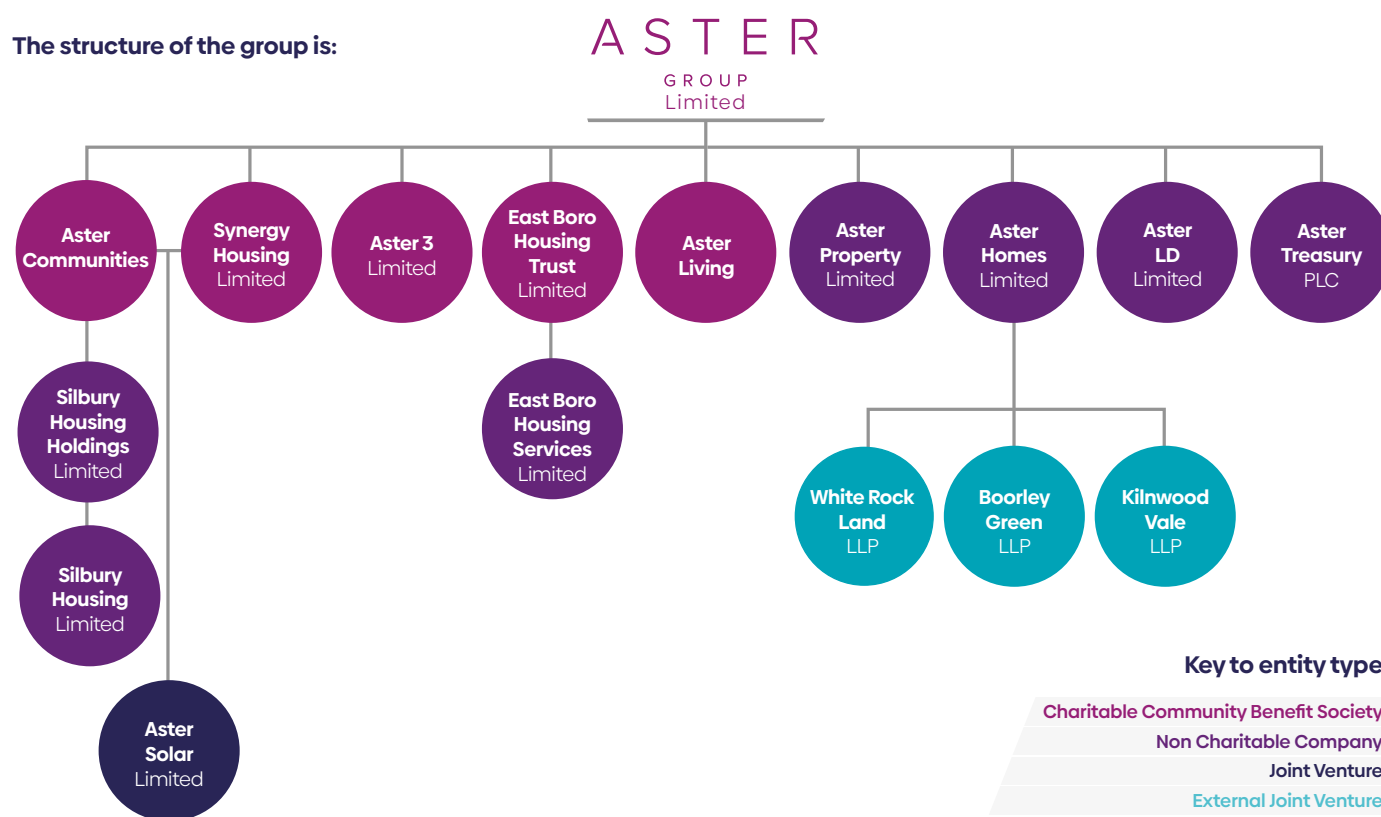 The structure of the group is:
ASTER
GROUP
Limited
Aster
Communities
Synergy
Housing
Limited
Aster 3
Limited
East Boro
Housing
Trust
Limited
Aster
Living
Aster
Property
Limited
Aster
Homes
Limited
Aster
LD
Limited
Aster
Treasury
PLC
Silbury
Housing
Holdings
Limited
East Boro
Housing
Services
Limited
White Rock
Land
LLP
Boorley
Green
LLP
Kilnwood
Vale
LLP
Silbury
Housing
Limited
Aster
Solar
Limited
Key to entity type
Charitable Community Benefit Society
Non Charitable Company
Joint Venture
External Joint Venture